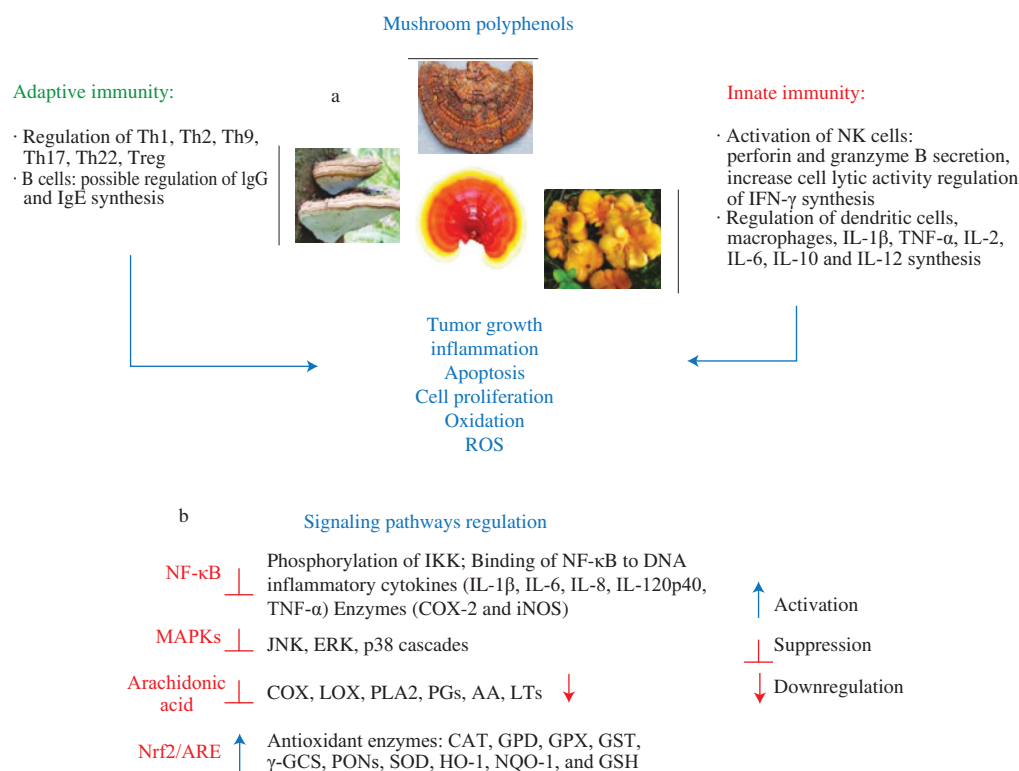 Mushroom polyphenols
Adaptive immunity:
· Regulation of Th1, Th2, Th9,
Th17, Th22, Treg
· B cells: possible regulation of lgG
and IgE synthesis
a
Innate immunity:
· Activation of NK cells:
perforin and granzyme B secretion,
increase cell lytic activity regulation
of IFN-γ synthesis
· Regulation of dendritic cells,
macrophages, IL-1β, TNF-α, IL-2,
IL-6, IL-10 and IL-12 synthesis
Tumor growth
inflammation
Apoptosis
Cell proliferation
Oxidation
ROS
b
Signaling pathways regulation
NF-κB
Phosphorylation of IKK; Binding of NF-κB to DNA
inflammatory cytokines (IL-1β, IL-6, IL-8, IL-120p40,
TNF-α) Enzymes (COX-2 and iNOS)
MAPKs
JNK, ERK, p38 cascades
Arachidonic
acid
COX, LOX, PLA2, PGs, AA, LTs
Nrf2/ARE
Antioxidant enzymes: CAT, GPD, GPX, GST,
γ-GCS, PONs, SOD, HO-1, NQO-1, and GSH
Activation
Suppression
Downregulation